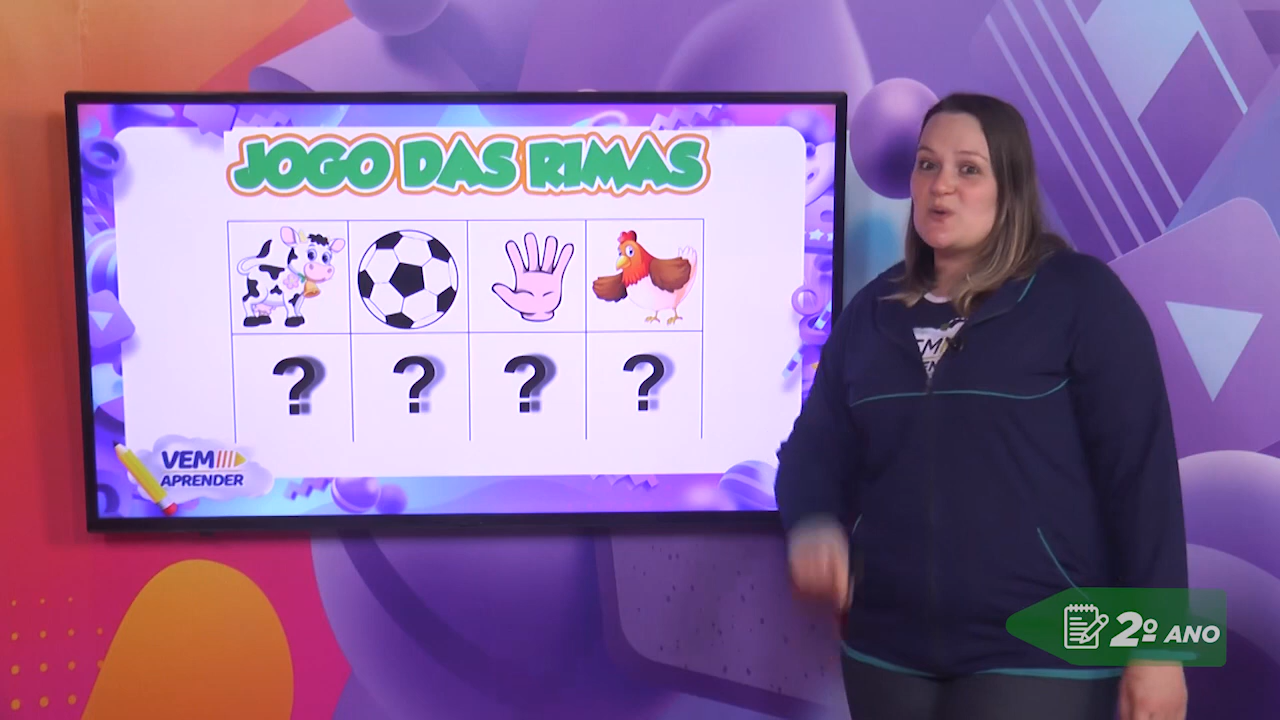 JOGO DAS RIMAS
? ? ? ?
VEM
APRENDER
2º ANO